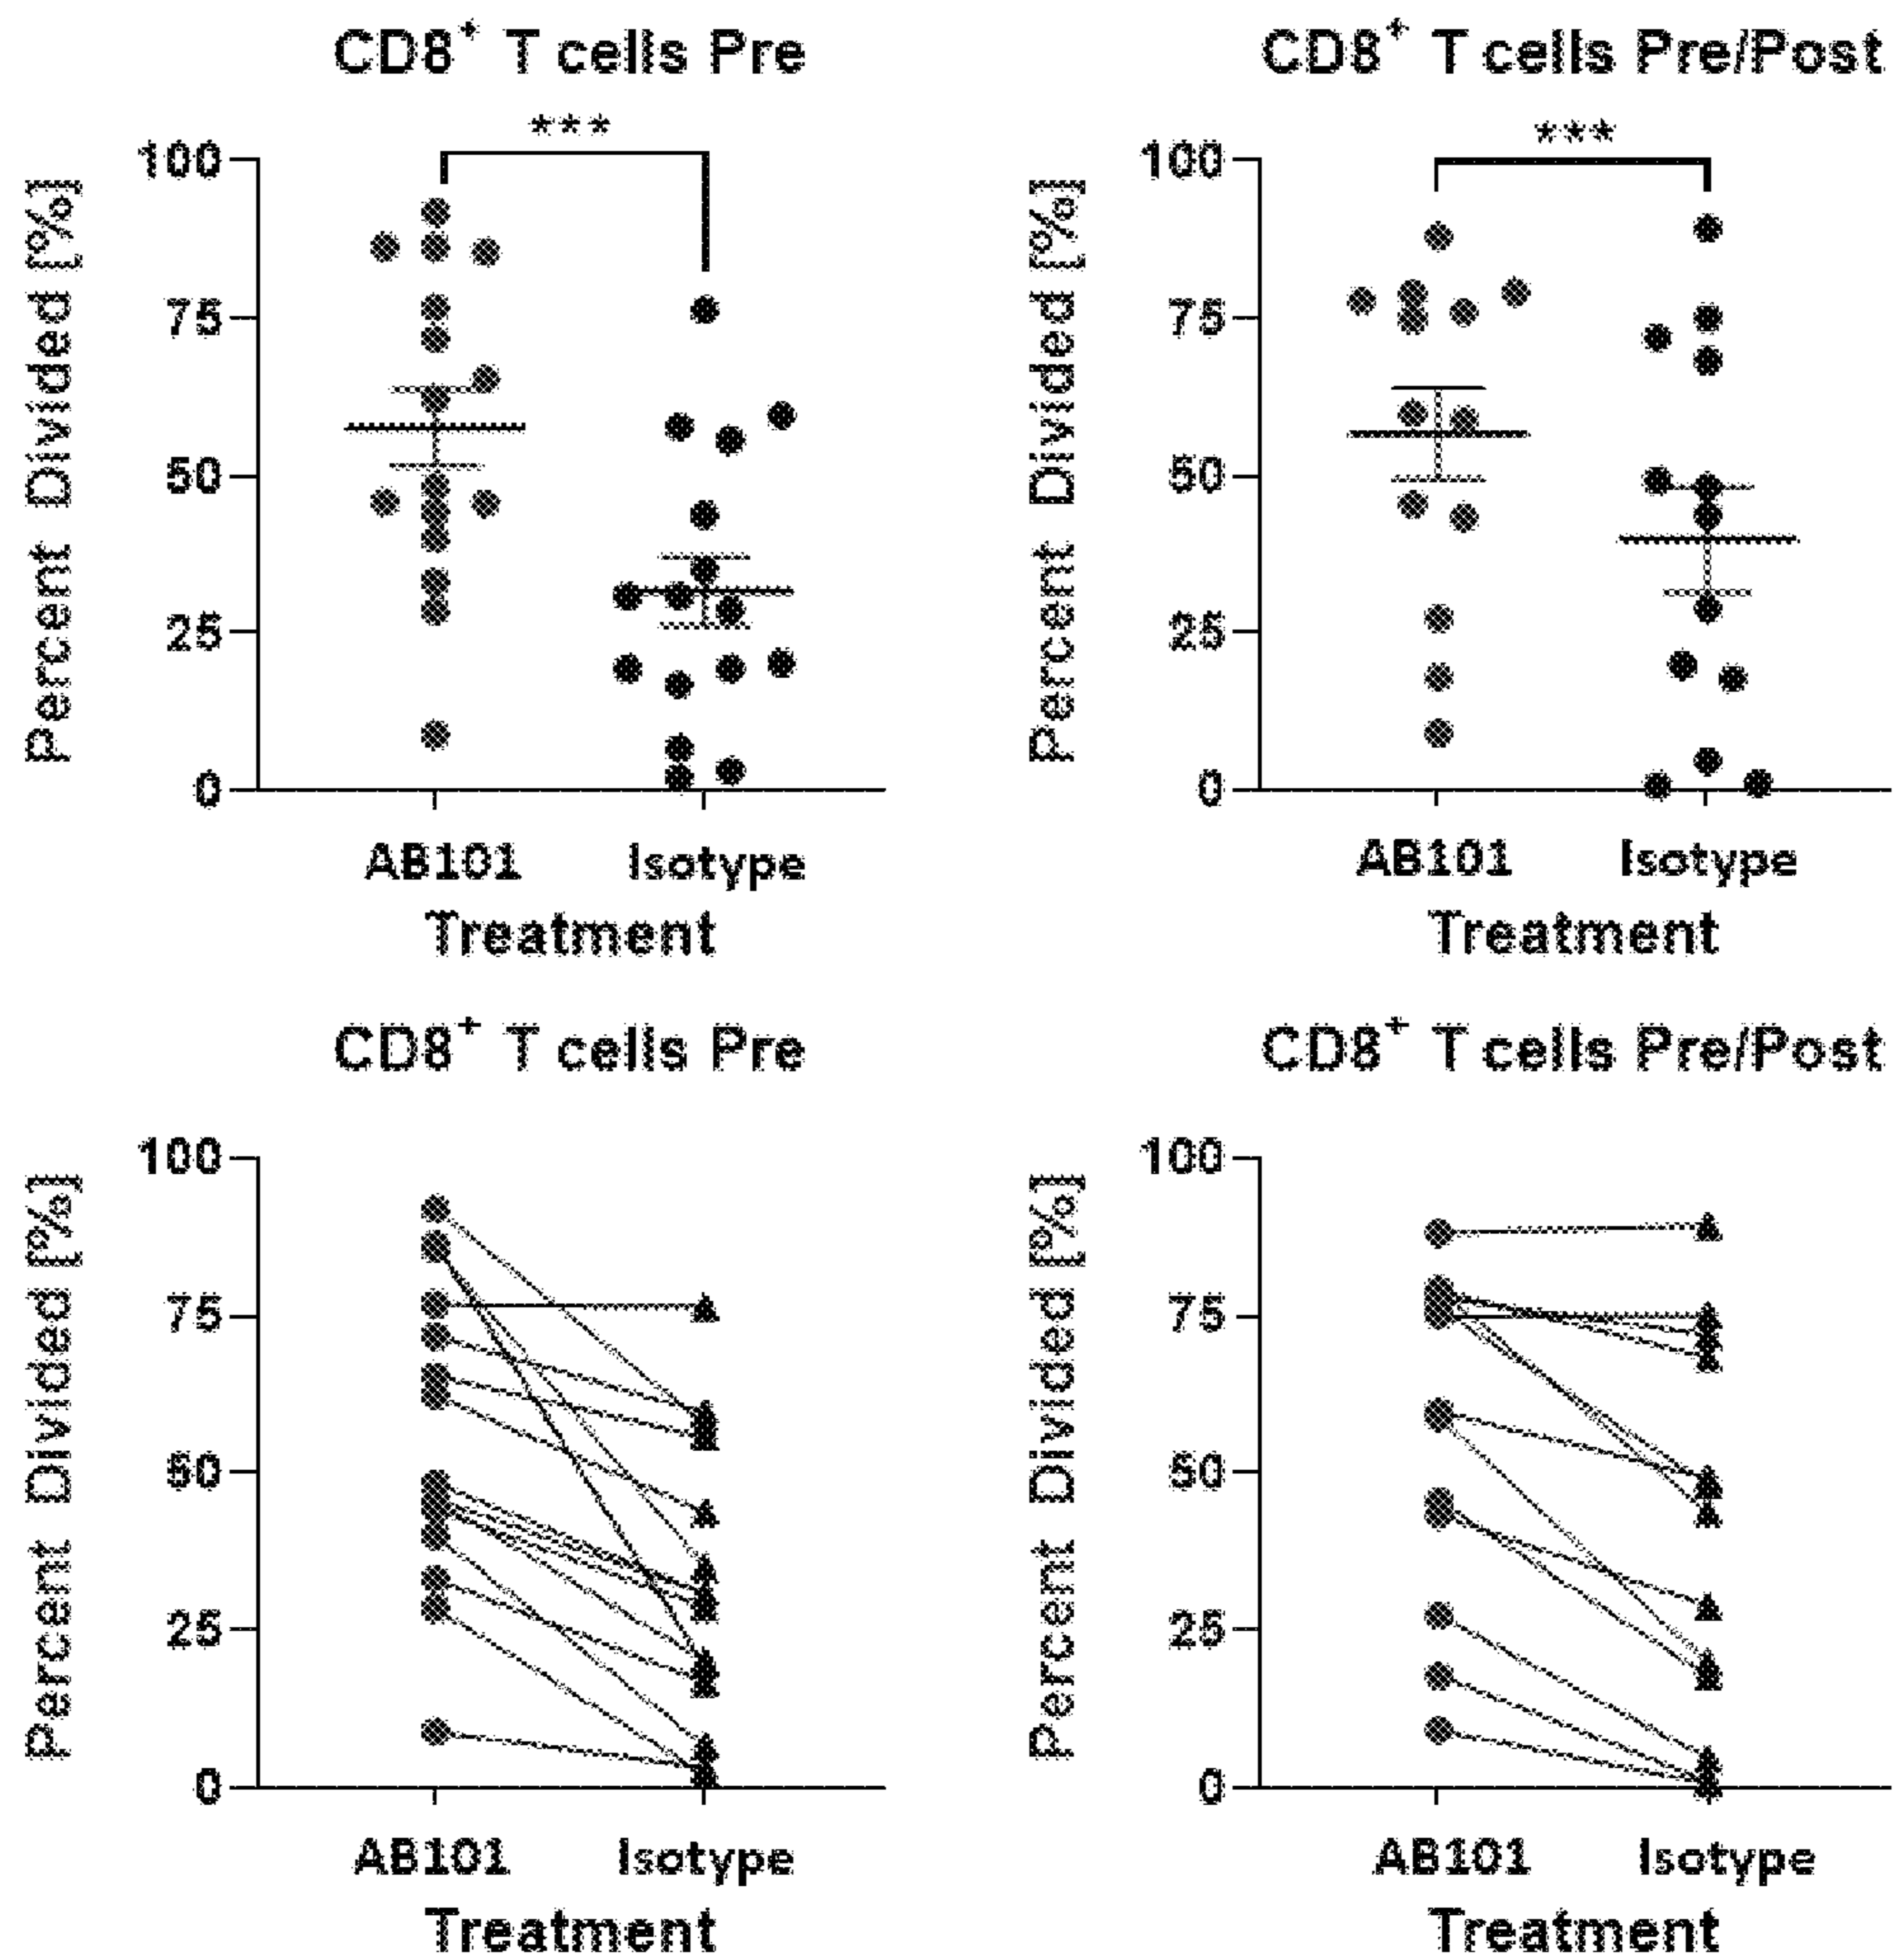 CD8⁺ T cells Pre
***
Percent Divided [%]
100
75
50
25
0
AB101 Isotype
Treatment
CD8⁺ T cells Pre/Post
***
Percent Divided [%]
100
75
50
25
0
AB101 Isotype
Treatment
CD8⁺ T cells Pre
Percent Divided [%]
100
75
50
25
0
AB101 Isotype
Treatment
CD8⁺ T cells Pre/Post
Percent Divided [%]
100
75
50
25
0
AB101 Isotype
Treatment